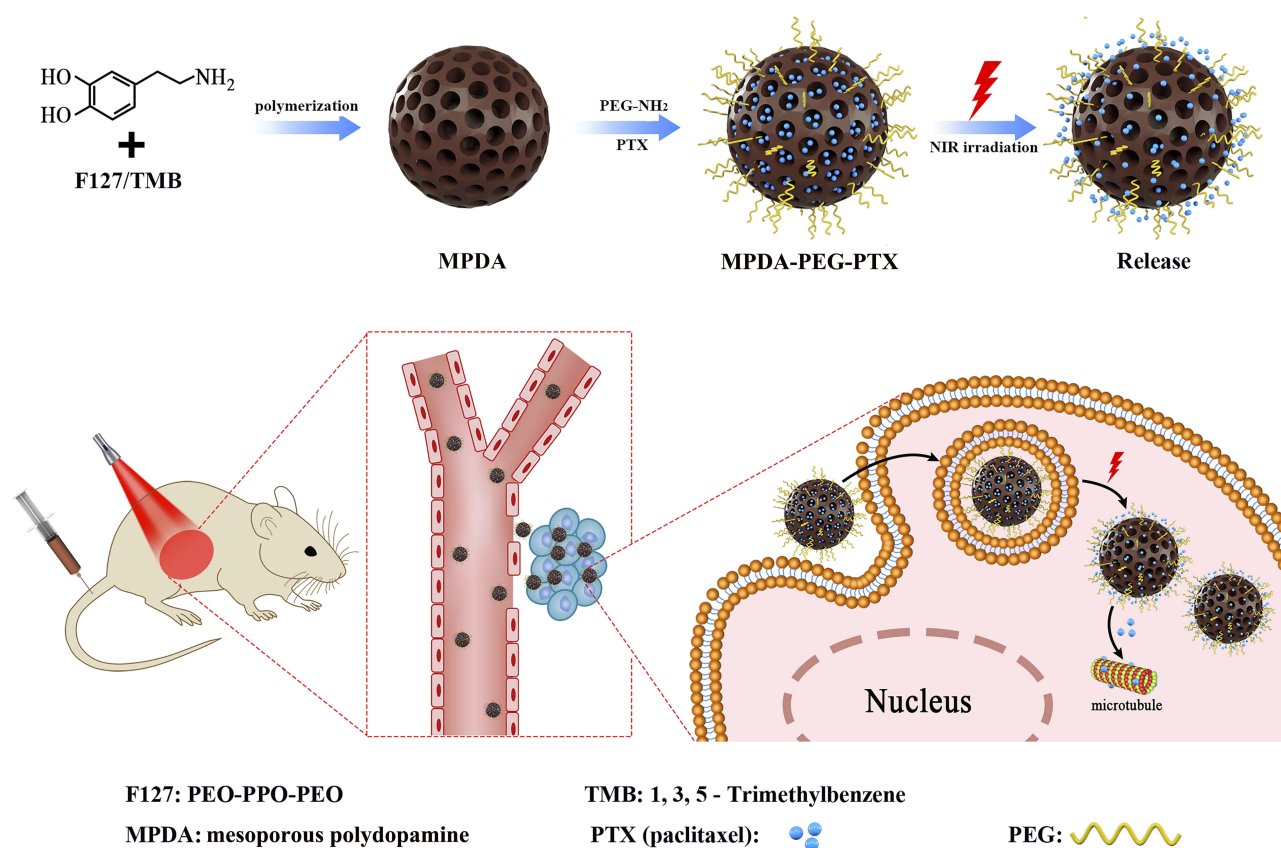 HO
HO
NH2
+
F127/TMB
polymerization
MPDA
PEG-NH2
PTX
MPDA-PEG-PTX
NIR irradiation
Release
Nucleus
microtubule
F127: PEO-PPO-PEO
TMB: 1, 3, 5 - Trimethylbenzene
MPDA: mesoporous polydopamine
PTX (paclitaxel):
PEG: